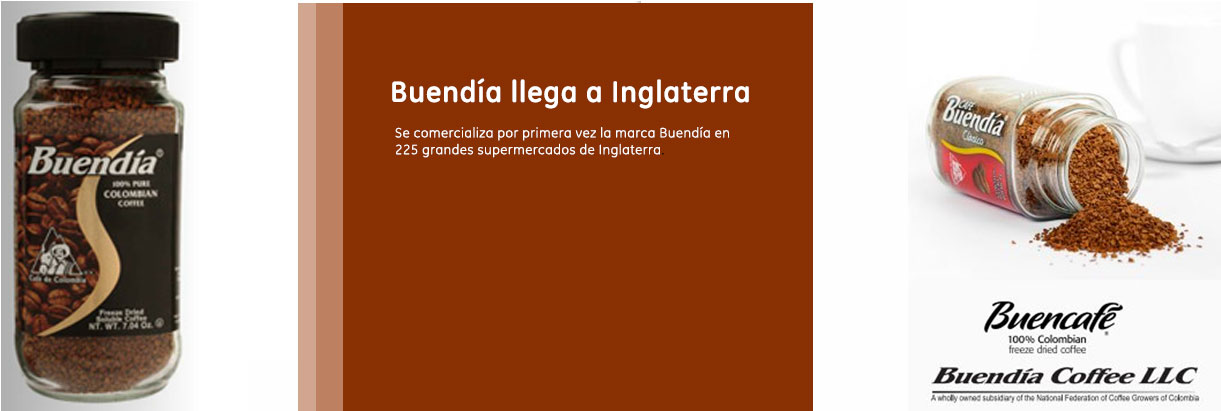 Buendía®
100% PURE
COLOMBIAN
COFFEE
Café de Colombia
Freeze Dried
Soluble Coffee
NT. WT. 7.04 Oz.
Buendía llega a Inglaterra
Se comercializa por primera vez la marca Buendía en
225 grandes supermercados de Inglaterra
CAFÉ
Buendía
Clásico
Buencafé®
100% Colombian
freeze dried coffee
Buendía Coffee LLC
A wholly owned subsidiary of the National Federation of Coffee Growers of Colombia